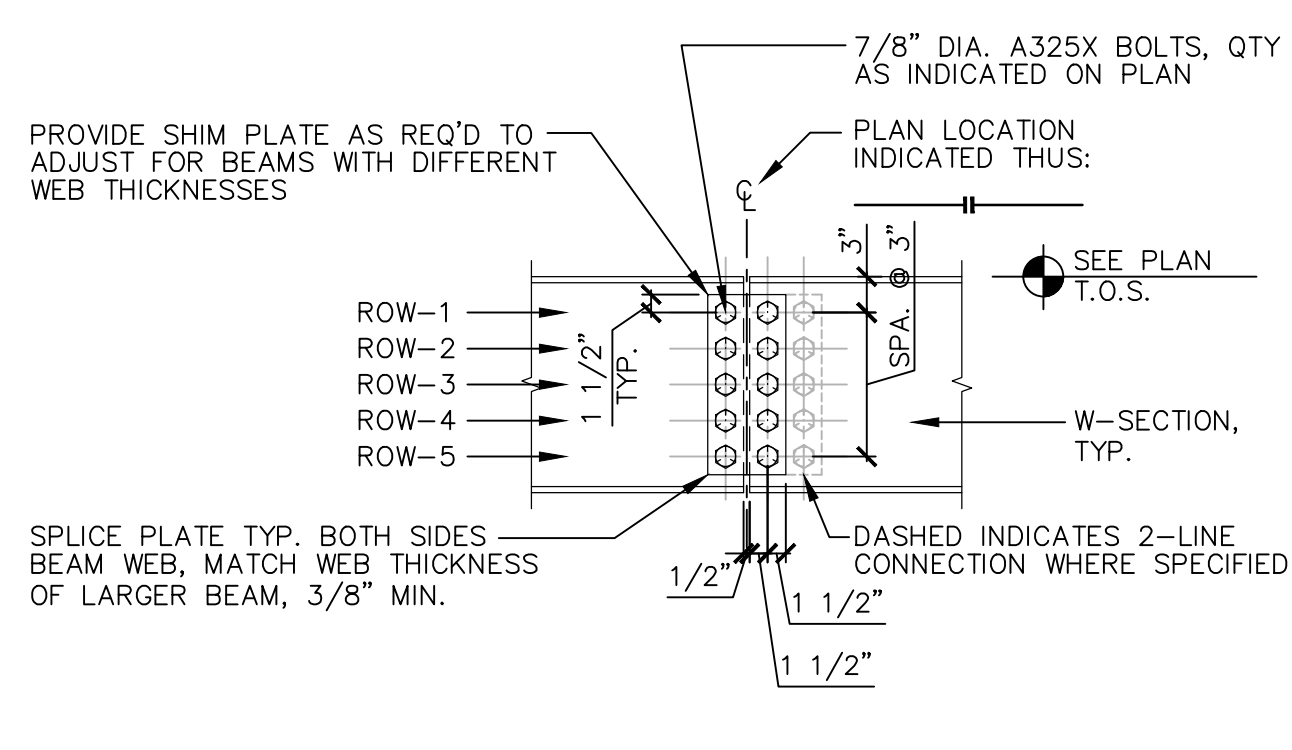 7/8" DIA. A325X BOLTS, QTY
AS INDICATED ON PLAN
PROVIDE SHIM PLATE AS REQ'D TO
ADJUST FOR BEAMS WITH DIFFERENT
WEB THICKNESSES
PLAN LOCATION
INDICATED THUS:
℄
3"
SPA. @ 3"
SEE PLAN
T.O.S.
ROW-1
ROW-2
ROW-3
ROW-4
ROW-5
1 1/2"
TYP.
W-SECTION,
TYP.
SPLICE PLATE TYP. BOTH SIDES
BEAM WEB, MATCH WEB THICKNESS
OF LARGER BEAM, 3/8" MIN.
DASHED INDICATES 2-LINE
CONNECTION WHERE SPECIFIED
1/2"
1 1/2"
1 1/2"